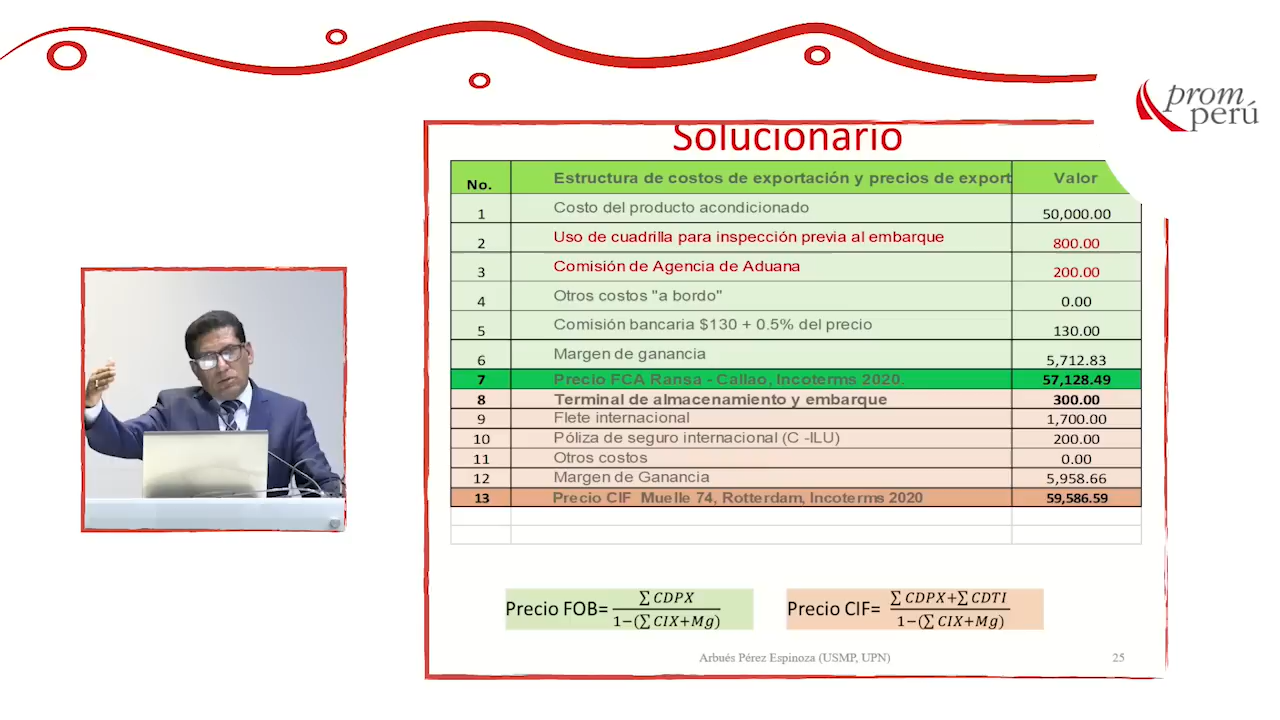 prom
perú
Solucionario
No. Estructura de costos de exportación y precios de export Valor
1 Costo del producto acondicionado 50,000.00
2 Uso de cuadrilla para inspección previa al embarque 800.00
3 Comisión de Agencia de Aduana 200.00
4 Otros costos "a bordo" 0.00
5 Comisión bancaria $130 + 0.5% del precio 130.00
6 Margen de ganancia 5,712.83
7 Precio FCA Ransa - Callao, Incoterms 2020. 57,128.49
8 Terminal de almacenamiento y embarque 300.00
9 Flete internacional 1,700.00
10 Póliza de seguro internacional (C -ILU) 200.00
11 Otros costos 0.00
12 Margen de Ganancia 5,958.66
13 Precio CIF Muelle 74, Rotterdam, Incoterms 2020 59,586.59
Precio FOB= ∑ CDPX / 1−(∑ CIX+Mg)
Precio CIF= ∑ CDPX+∑ CDTI / 1−(∑ CIX+Mg)
Arbués Pérez Espinoza (USMP, UPN) 25